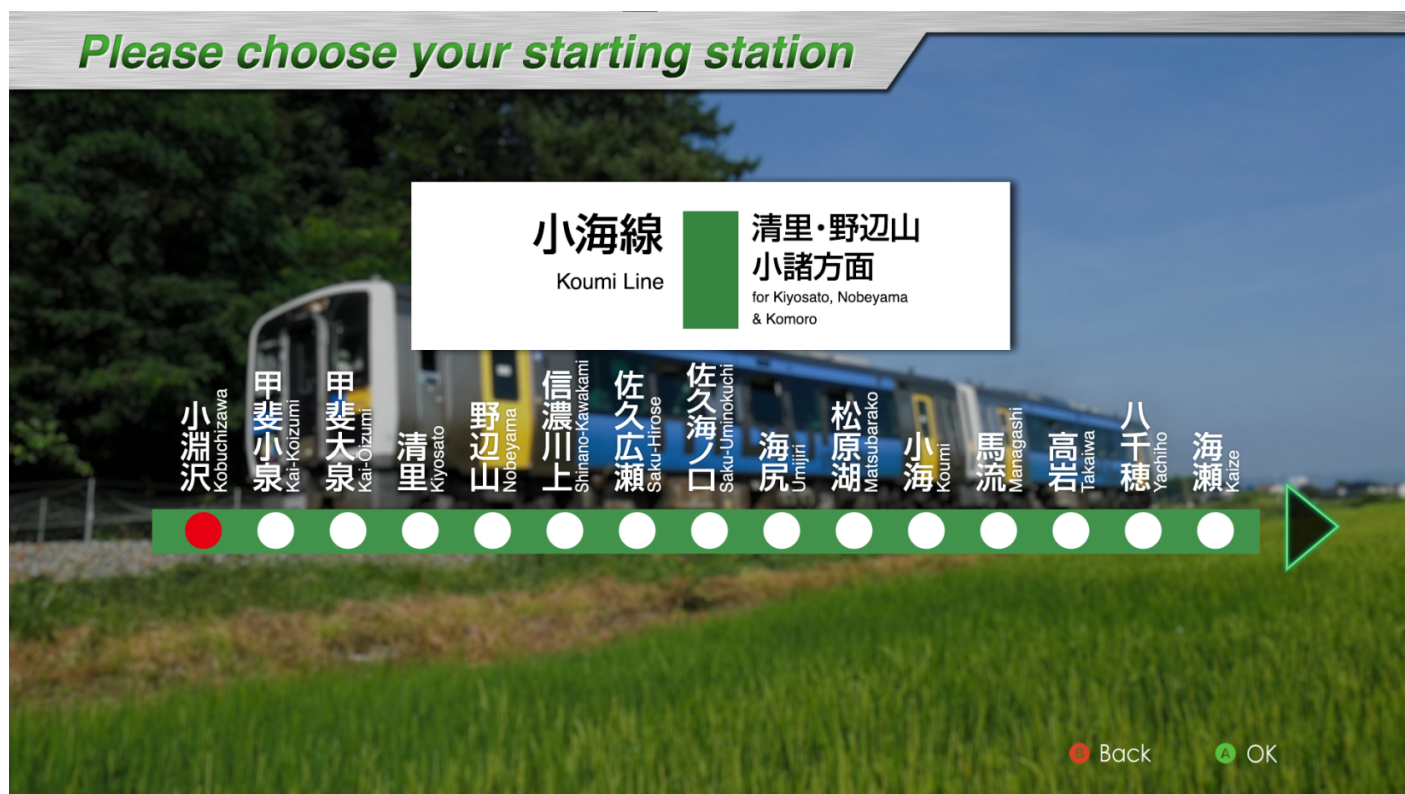 Please choose your starting station
小海線
Koumi Line
清里・野辺山
小諸方面
for Kiyosato, Nobeyama
& Komoro
小淵沢
Kobuchizawa
甲斐小泉
Kai-Koizumi
甲斐大泉
Kai-Oizumi
清里
Kiyosato
野辺山
Nobeyama
信濃川上
Shinano-Kawakami
佐久広瀬
Saku-Hirose
佐久海ノ口
Saku-Uminokuchi
海尻
Umijiri
松原湖
Matsubarako
小海
Koumi
馬流
Managashi
高岩
Takaiwa
八千穂
Yachiho
海瀬
Kaize
B Back
A OK